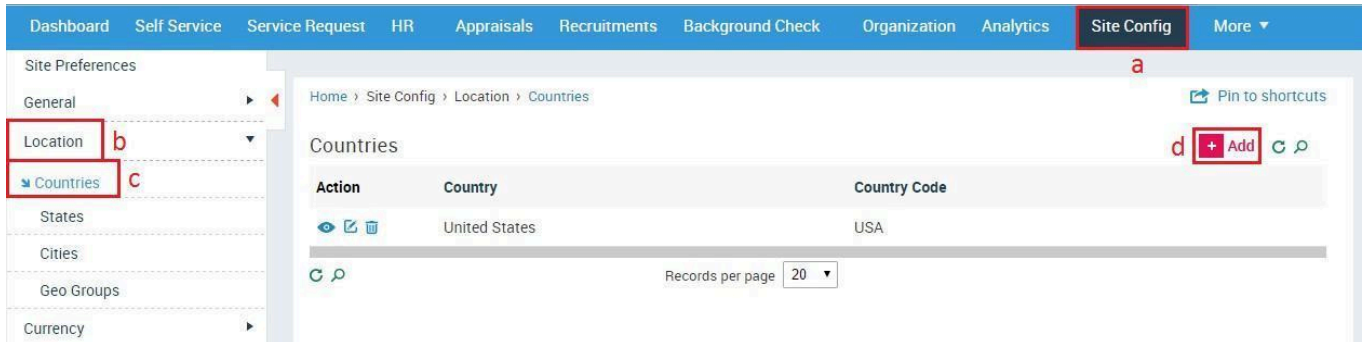 Dashboard Self Service Service Request HR Appraisals Recruitments Background Check Organization Analytics Site Config More ▼
a
Site Preferences
General
Home › Site Config › Location › Countries
Pin to shortcuts
Location b
Countries
d + Add
Countries c
Action Country Country Code
States
United States USA
Cities
Records per page 20
Geo Groups
Currency